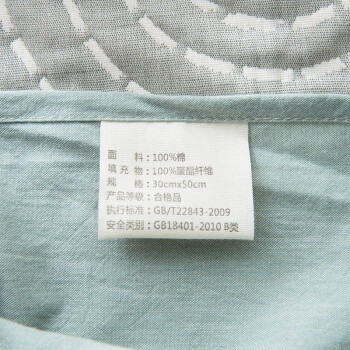 面 料：100%棉
填 充 物：100%聚酯纤维
规 格：30cmx50cm
产品等级：合格品
执行标准：GB/T22843-2009
安全类别：GB18401-2010 B类